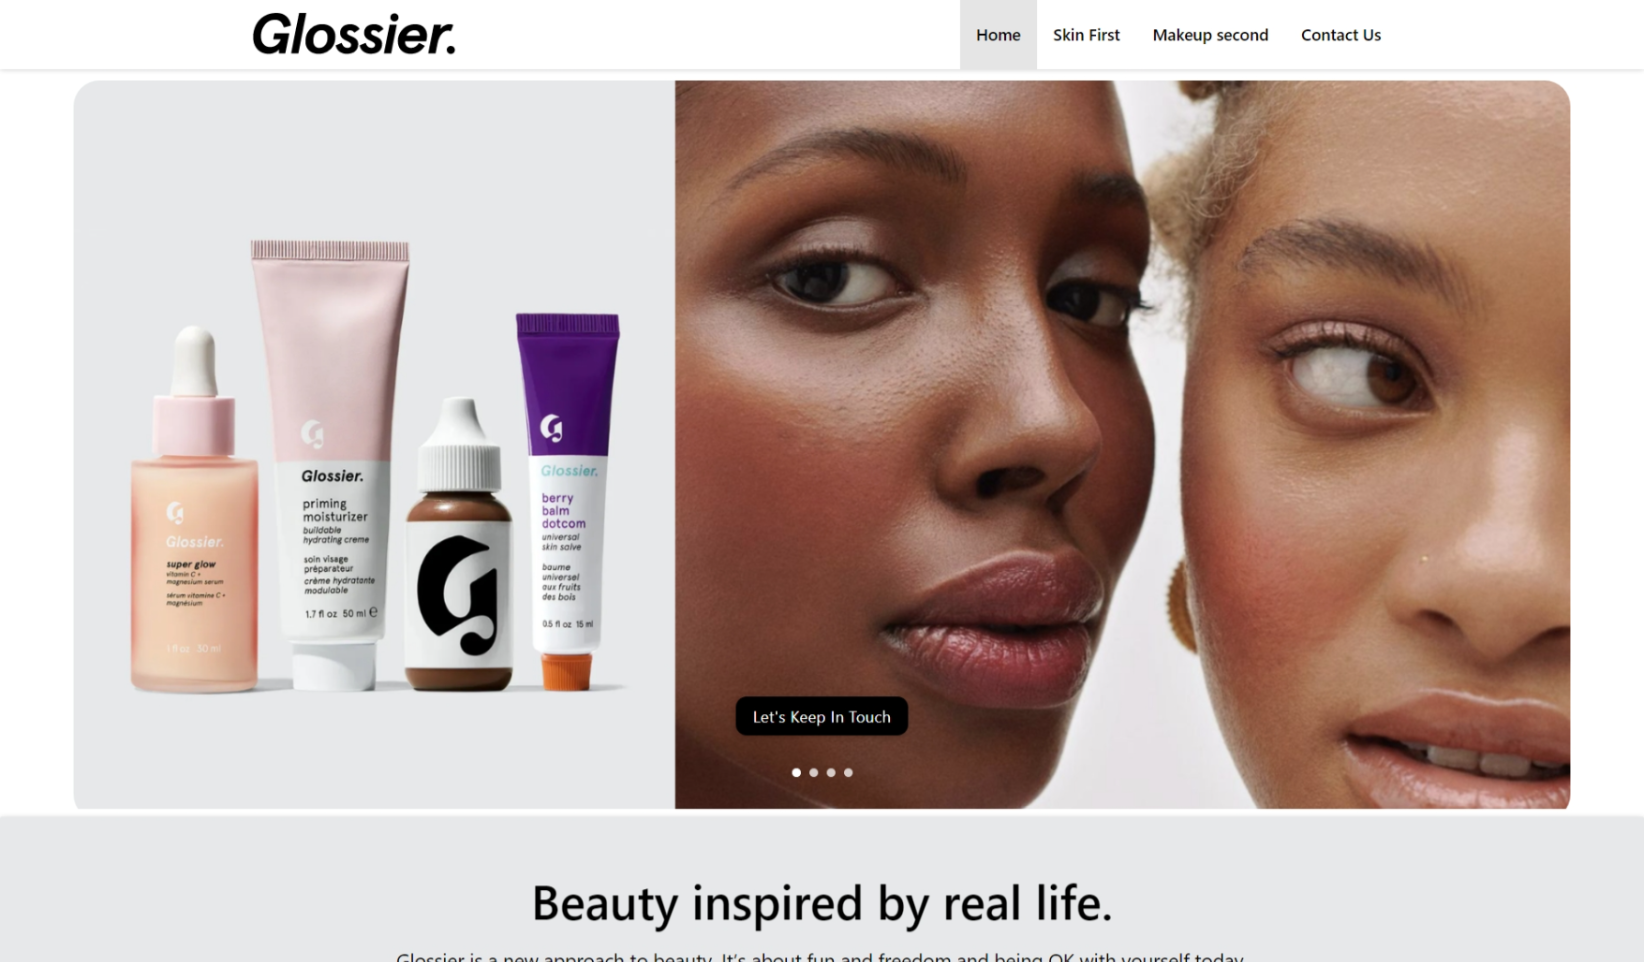 Glossier.
Home
Skin First
Makeup second
Contact Us
Glossier.
super glow
vitamin C +
magnesium serum
sérum vitamine C +
magnésium
1 fl oz 30 ml
Glossier.
priming
moisturizer
buildable
hydrating creme
soin visage
préparateur
crème hydratante
modulable
1.7 fl oz 50 ml e
Glossier.
berry
balm
dotcom
universal
skin salve
baume
universel
aux fruits
des bois
0.5 fl oz 15 ml
Let's Keep In Touch
Beauty inspired by real life.
Glossier is a new approach to beauty. It's about fun and freedom and being OK with yourself today.